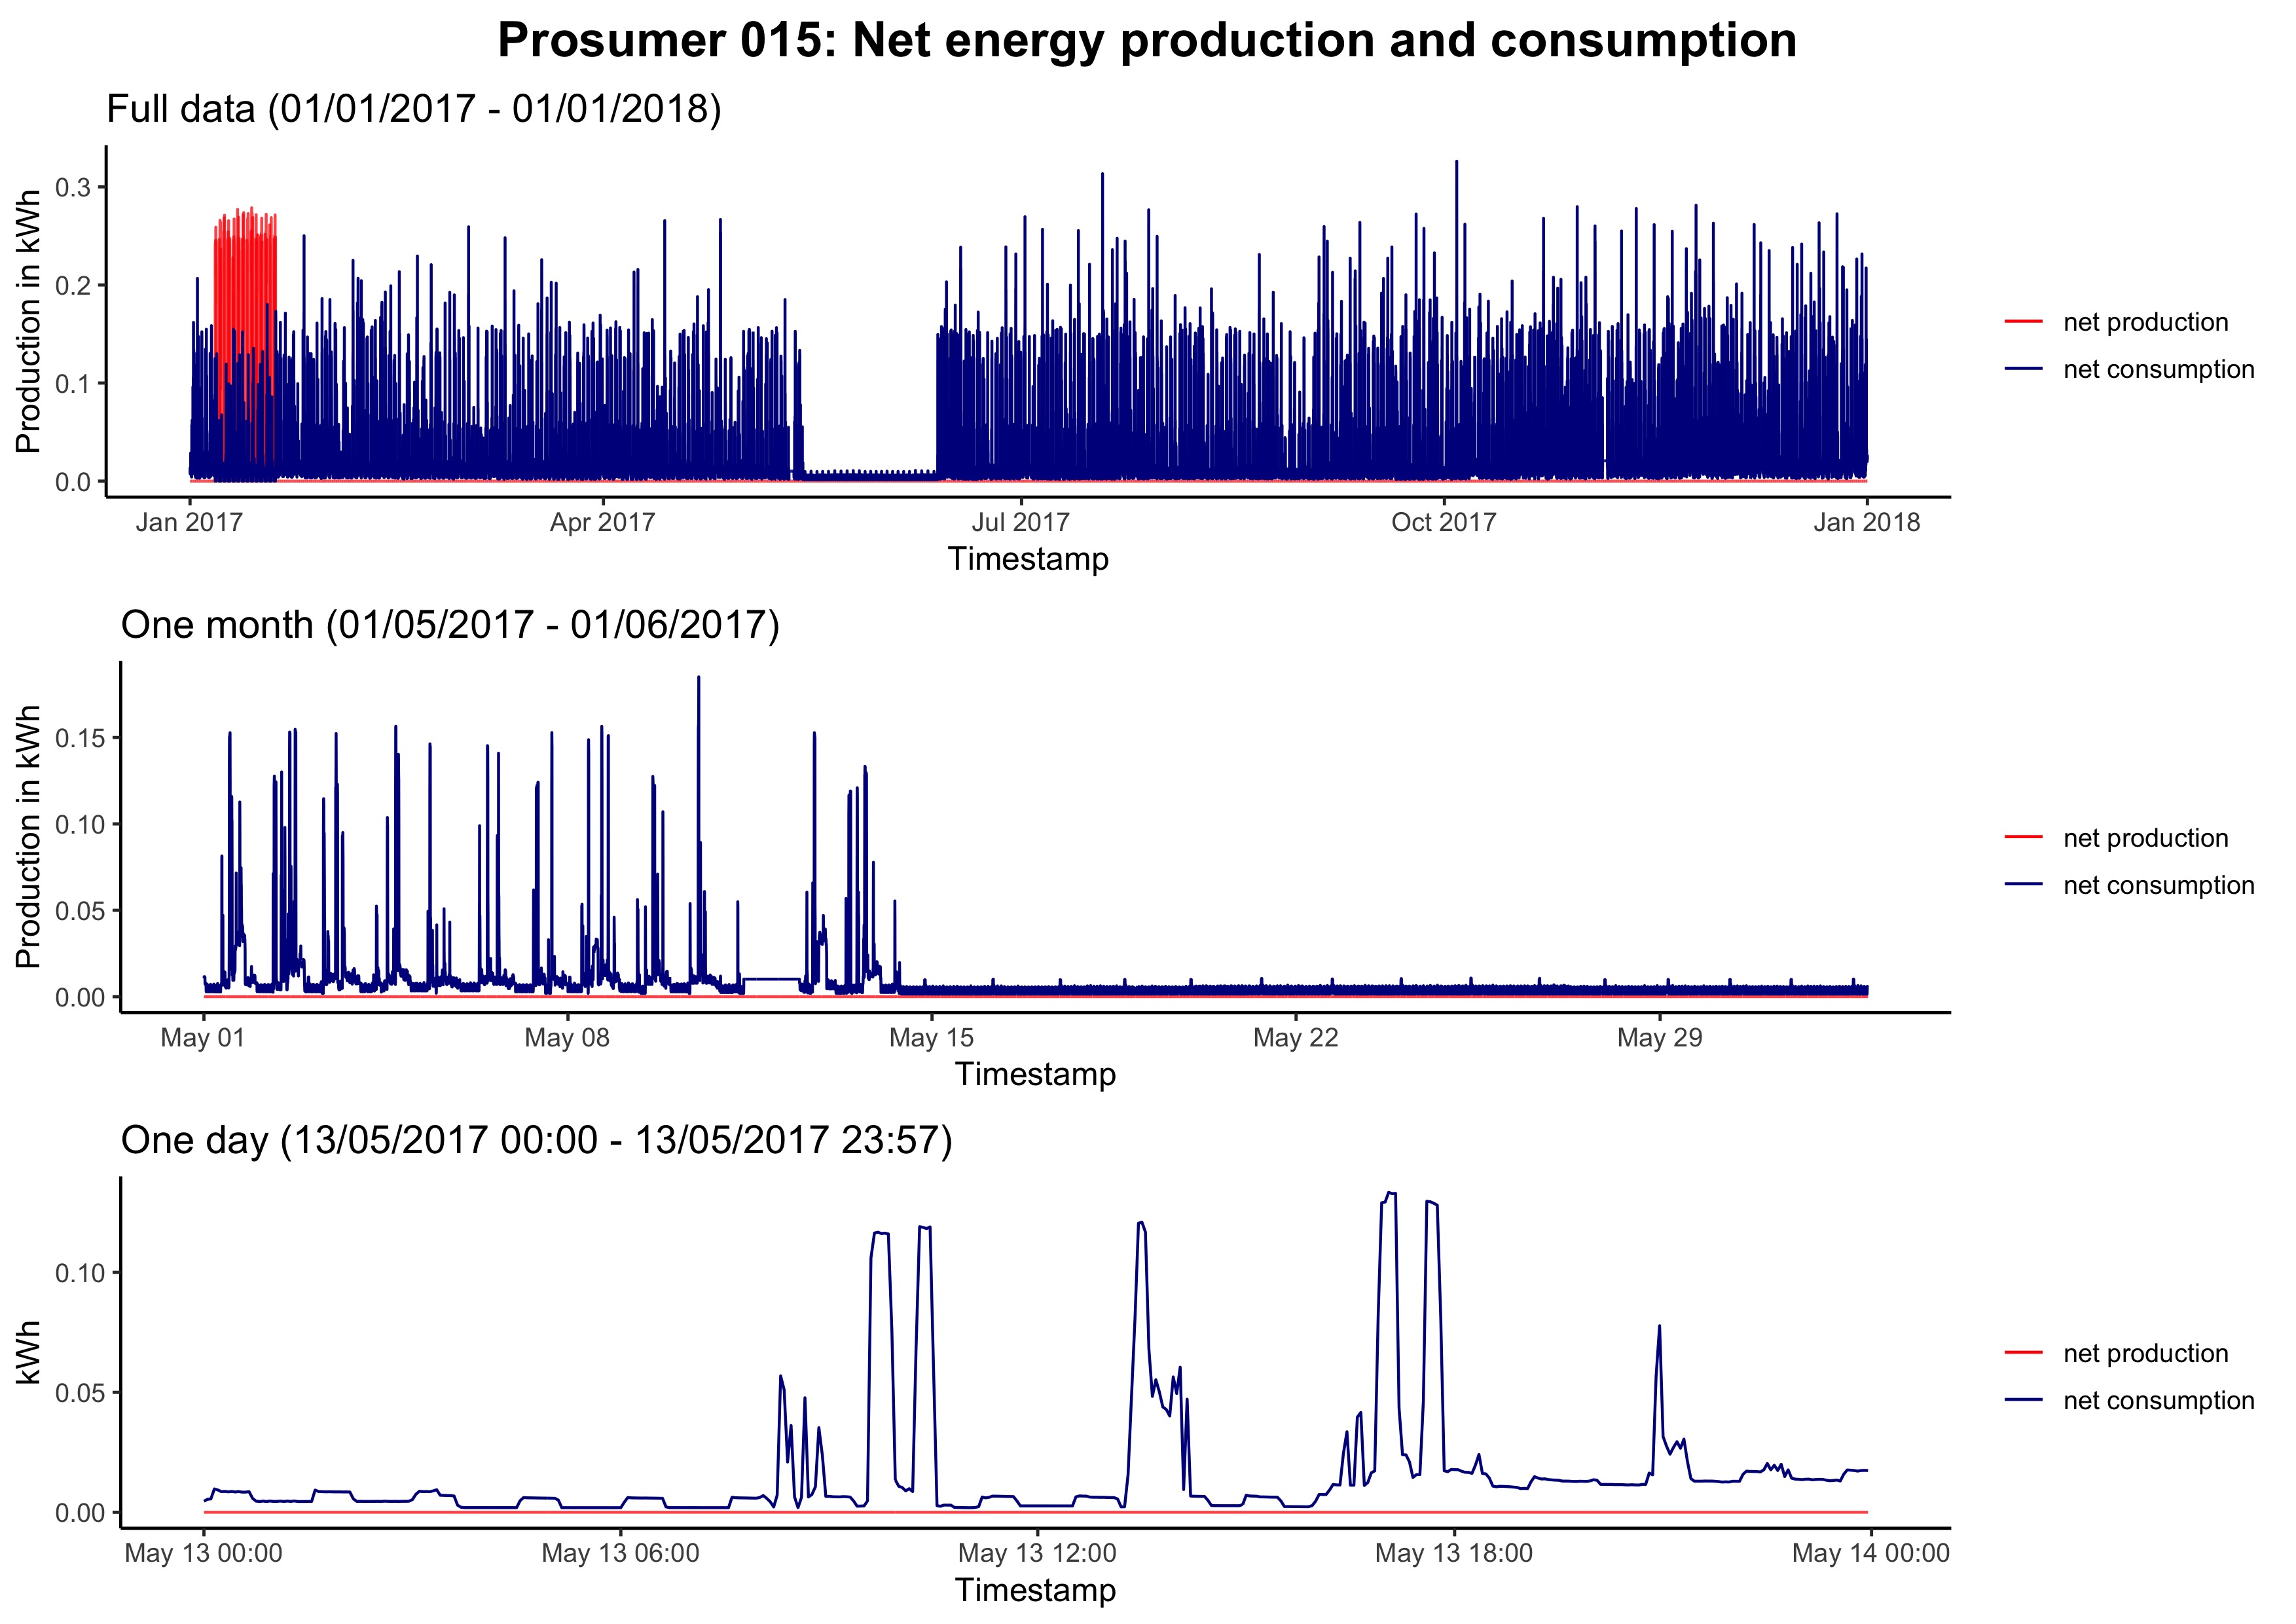 Prosumer 015: Net energy production and consumption
Full data (01/01/2017 - 01/01/2018)
Production in kWh
0.3
0.2
0.1
0.0
Jan 2017 Apr 2017 Jul 2017 Oct 2017 Jan 2018
Timestamp
net production
net consumption
One month (01/05/2017 - 01/06/2017)
Production in kWh
0.15
0.10
0.05
0.00
May 01 May 08 May 15 May 22 May 29
Timestamp
net production
net consumption
One day (13/05/2017 00:00 - 13/05/2017 23:57)
kWh
0.10
0.05
0.00
May 13 00:00 May 13 06:00 May 13 12:00 May 13 18:00 May 14 00:00
Timestamp
net production
net consumption